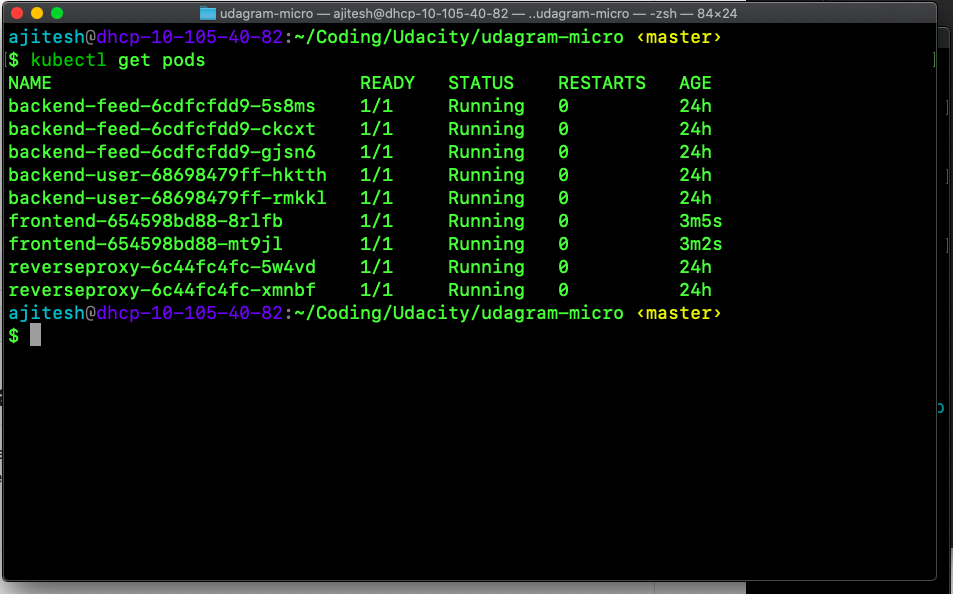 udagram-micro — ajitesh@dhcp-10-105-40-82 — ..udagram-micro — -zsh — 84×24
ajitesh@dhcp-10-105-40-82:~/Coding/Udacity/udagram-micro ‹master›
$ kubectl get pods
NAME READY STATUS RESTARTS AGE
backend-feed-6cdfcfdd9-5s8ms 1/1 Running 0 24h
backend-feed-6cdfcfdd9-ckcxt 1/1 Running 0 24h
backend-feed-6cdfcfdd9-gjsn6 1/1 Running 0 24h
backend-user-68698479ff-hktth 1/1 Running 0 24h
backend-user-68698479ff-rmkkl 1/1 Running 0 24h
frontend-654598bd88-8rlfb 1/1 Running 0 3m5s
frontend-654598bd88-mt9jl 1/1 Running 0 3m2s
reverseproxy-6c44fc4fc-5w4vd 1/1 Running 0 24h
reverseproxy-6c44fc4fc-xmnbf 1/1 Running 0 24h
ajitesh@dhcp-10-105-40-82:~/Coding/Udacity/udagram-micro ‹master›
$